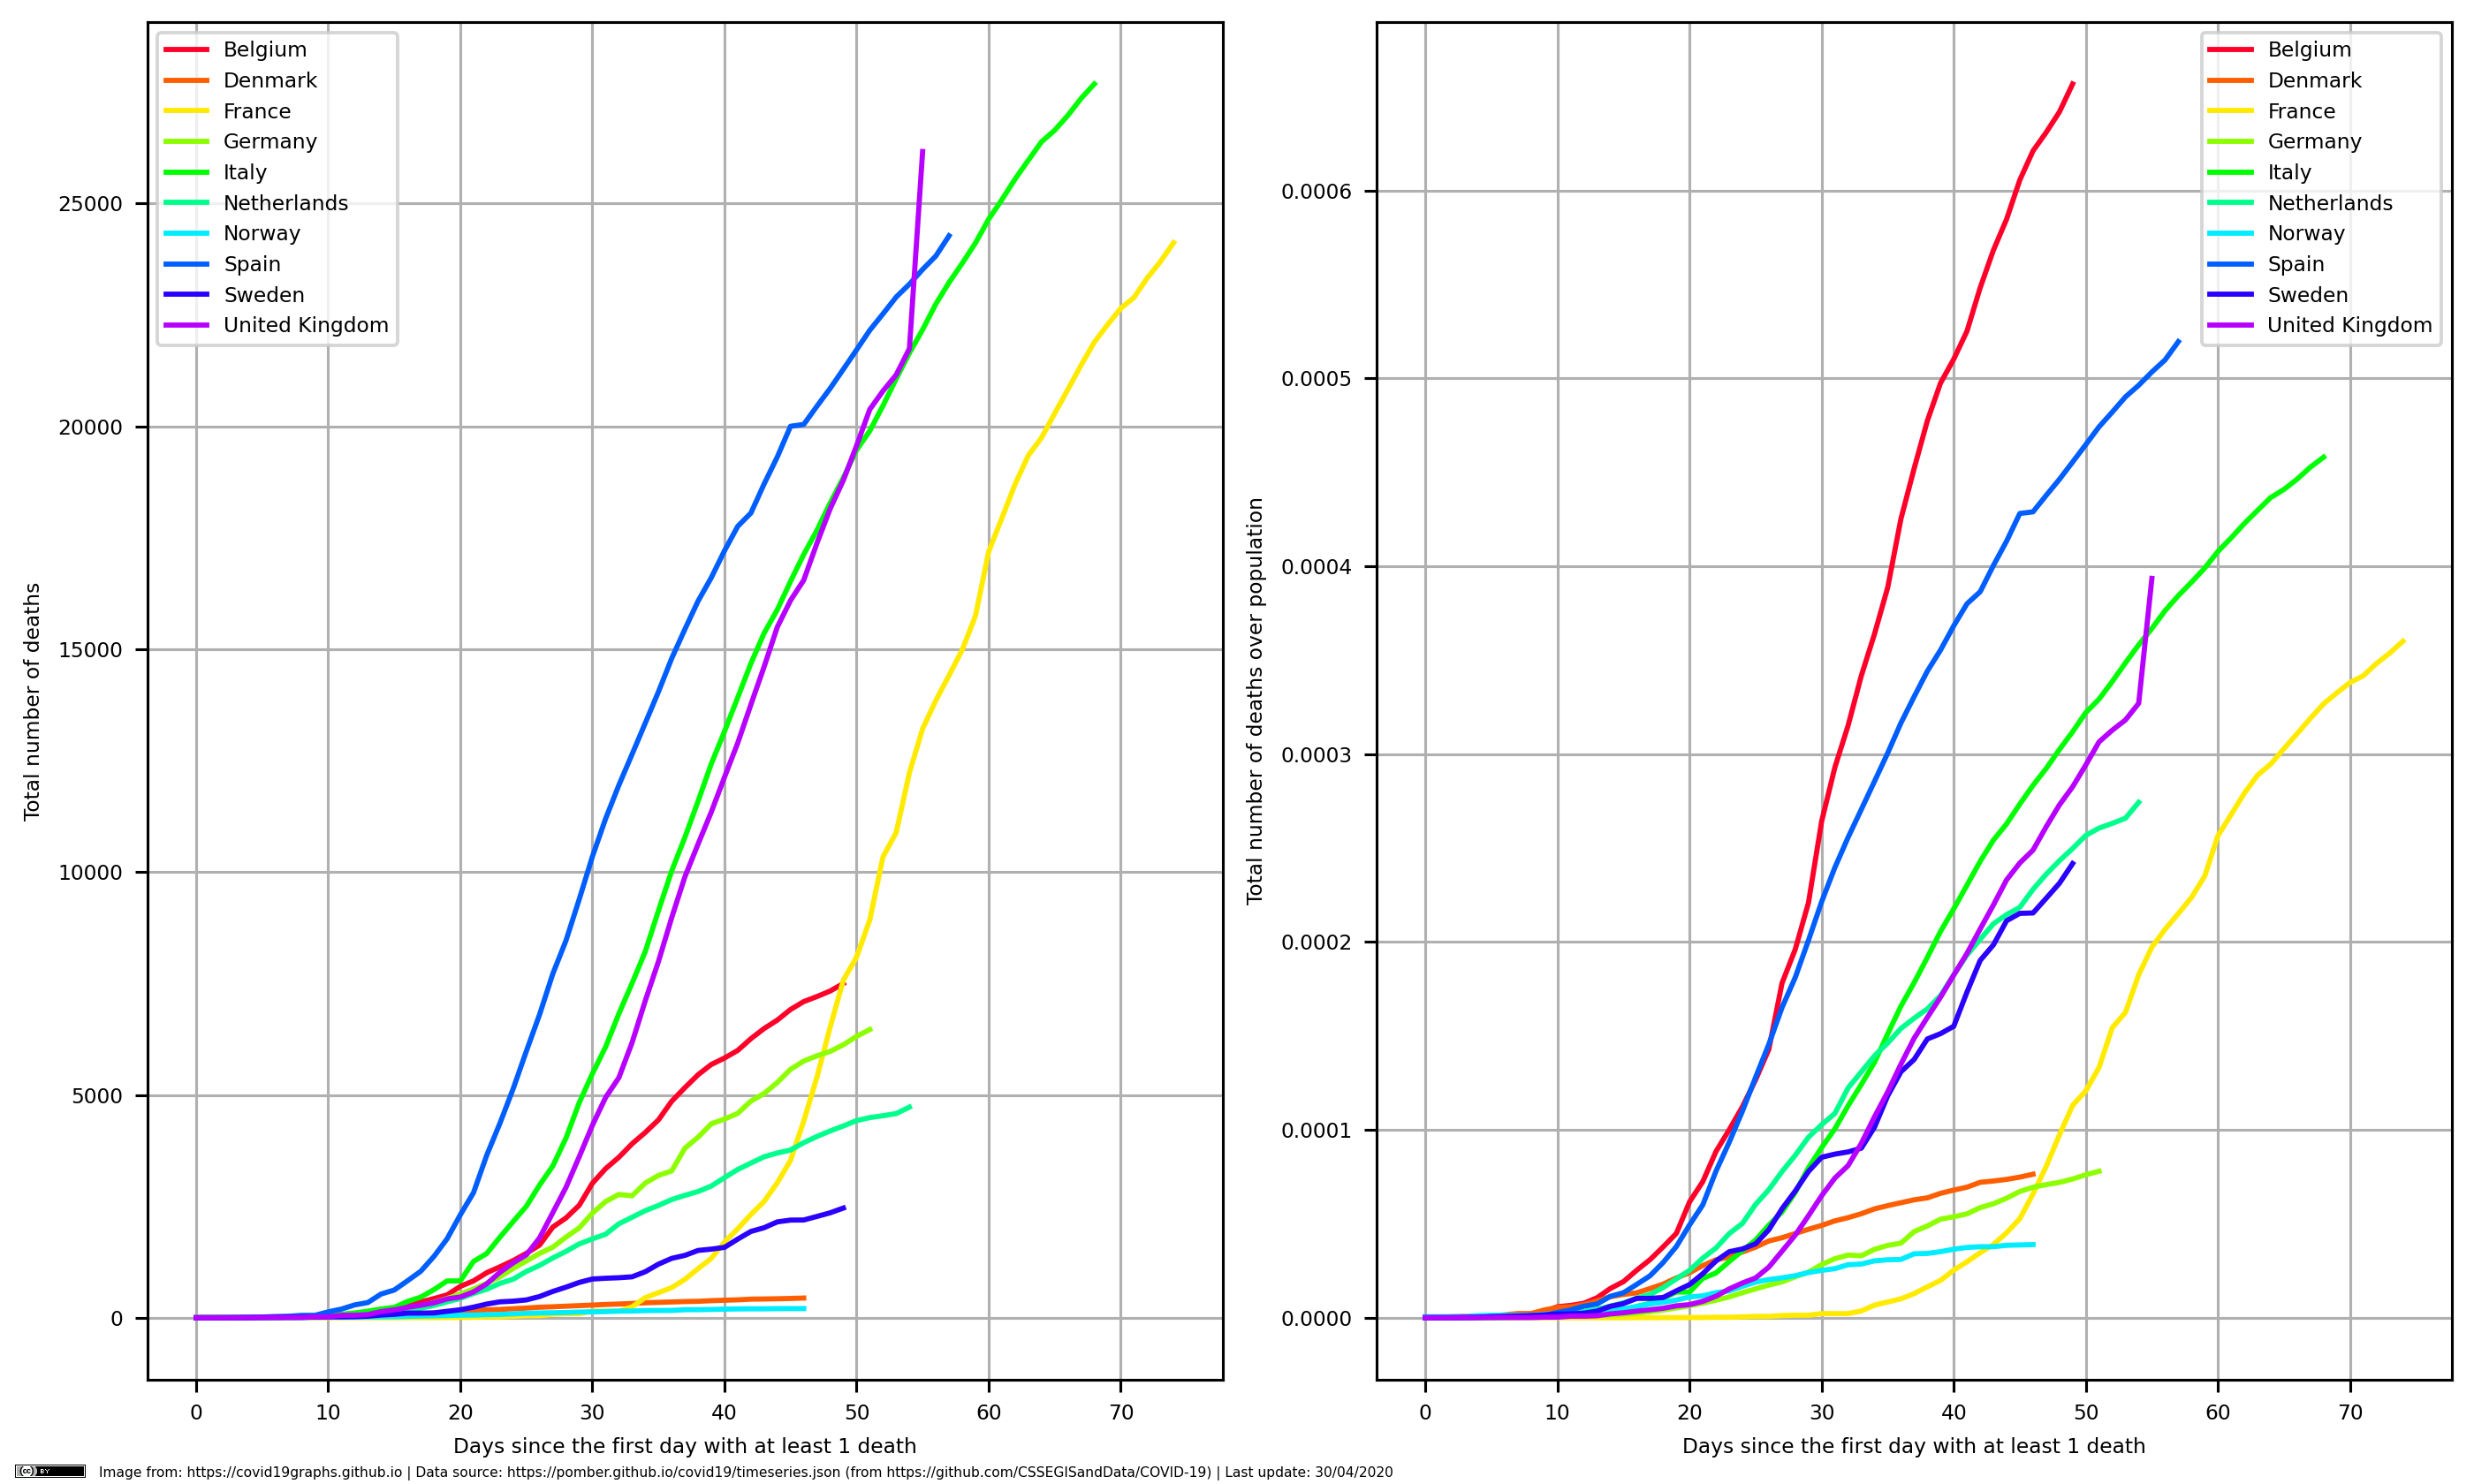 Belgium
Denmark
France
Germany
Italy
Netherlands
Norway
Spain
Sweden
United Kingdom
25000
20000
15000
10000
5000
0
Total number of deaths
0 10 20 30 40 50 60 70
Days since the first day with at least 1 death
Belgium
Denmark
France
Germany
Italy
Netherlands
Norway
Spain
Sweden
United Kingdom
0.0006
0.0005
0.0004
0.0003
0.0002
0.0001
0.0000
Total number of deaths over population
0 10 20 30 40 50 60 70
Days since the first day with at least 1 death
(cc) BY Image from: https://covid19graphs.github.io | Data source: https://pomber.github.io/covid19/timeseries.json (from https://github.com/CSSEGISandData/COVID-19) | Last update: 30/04/2020